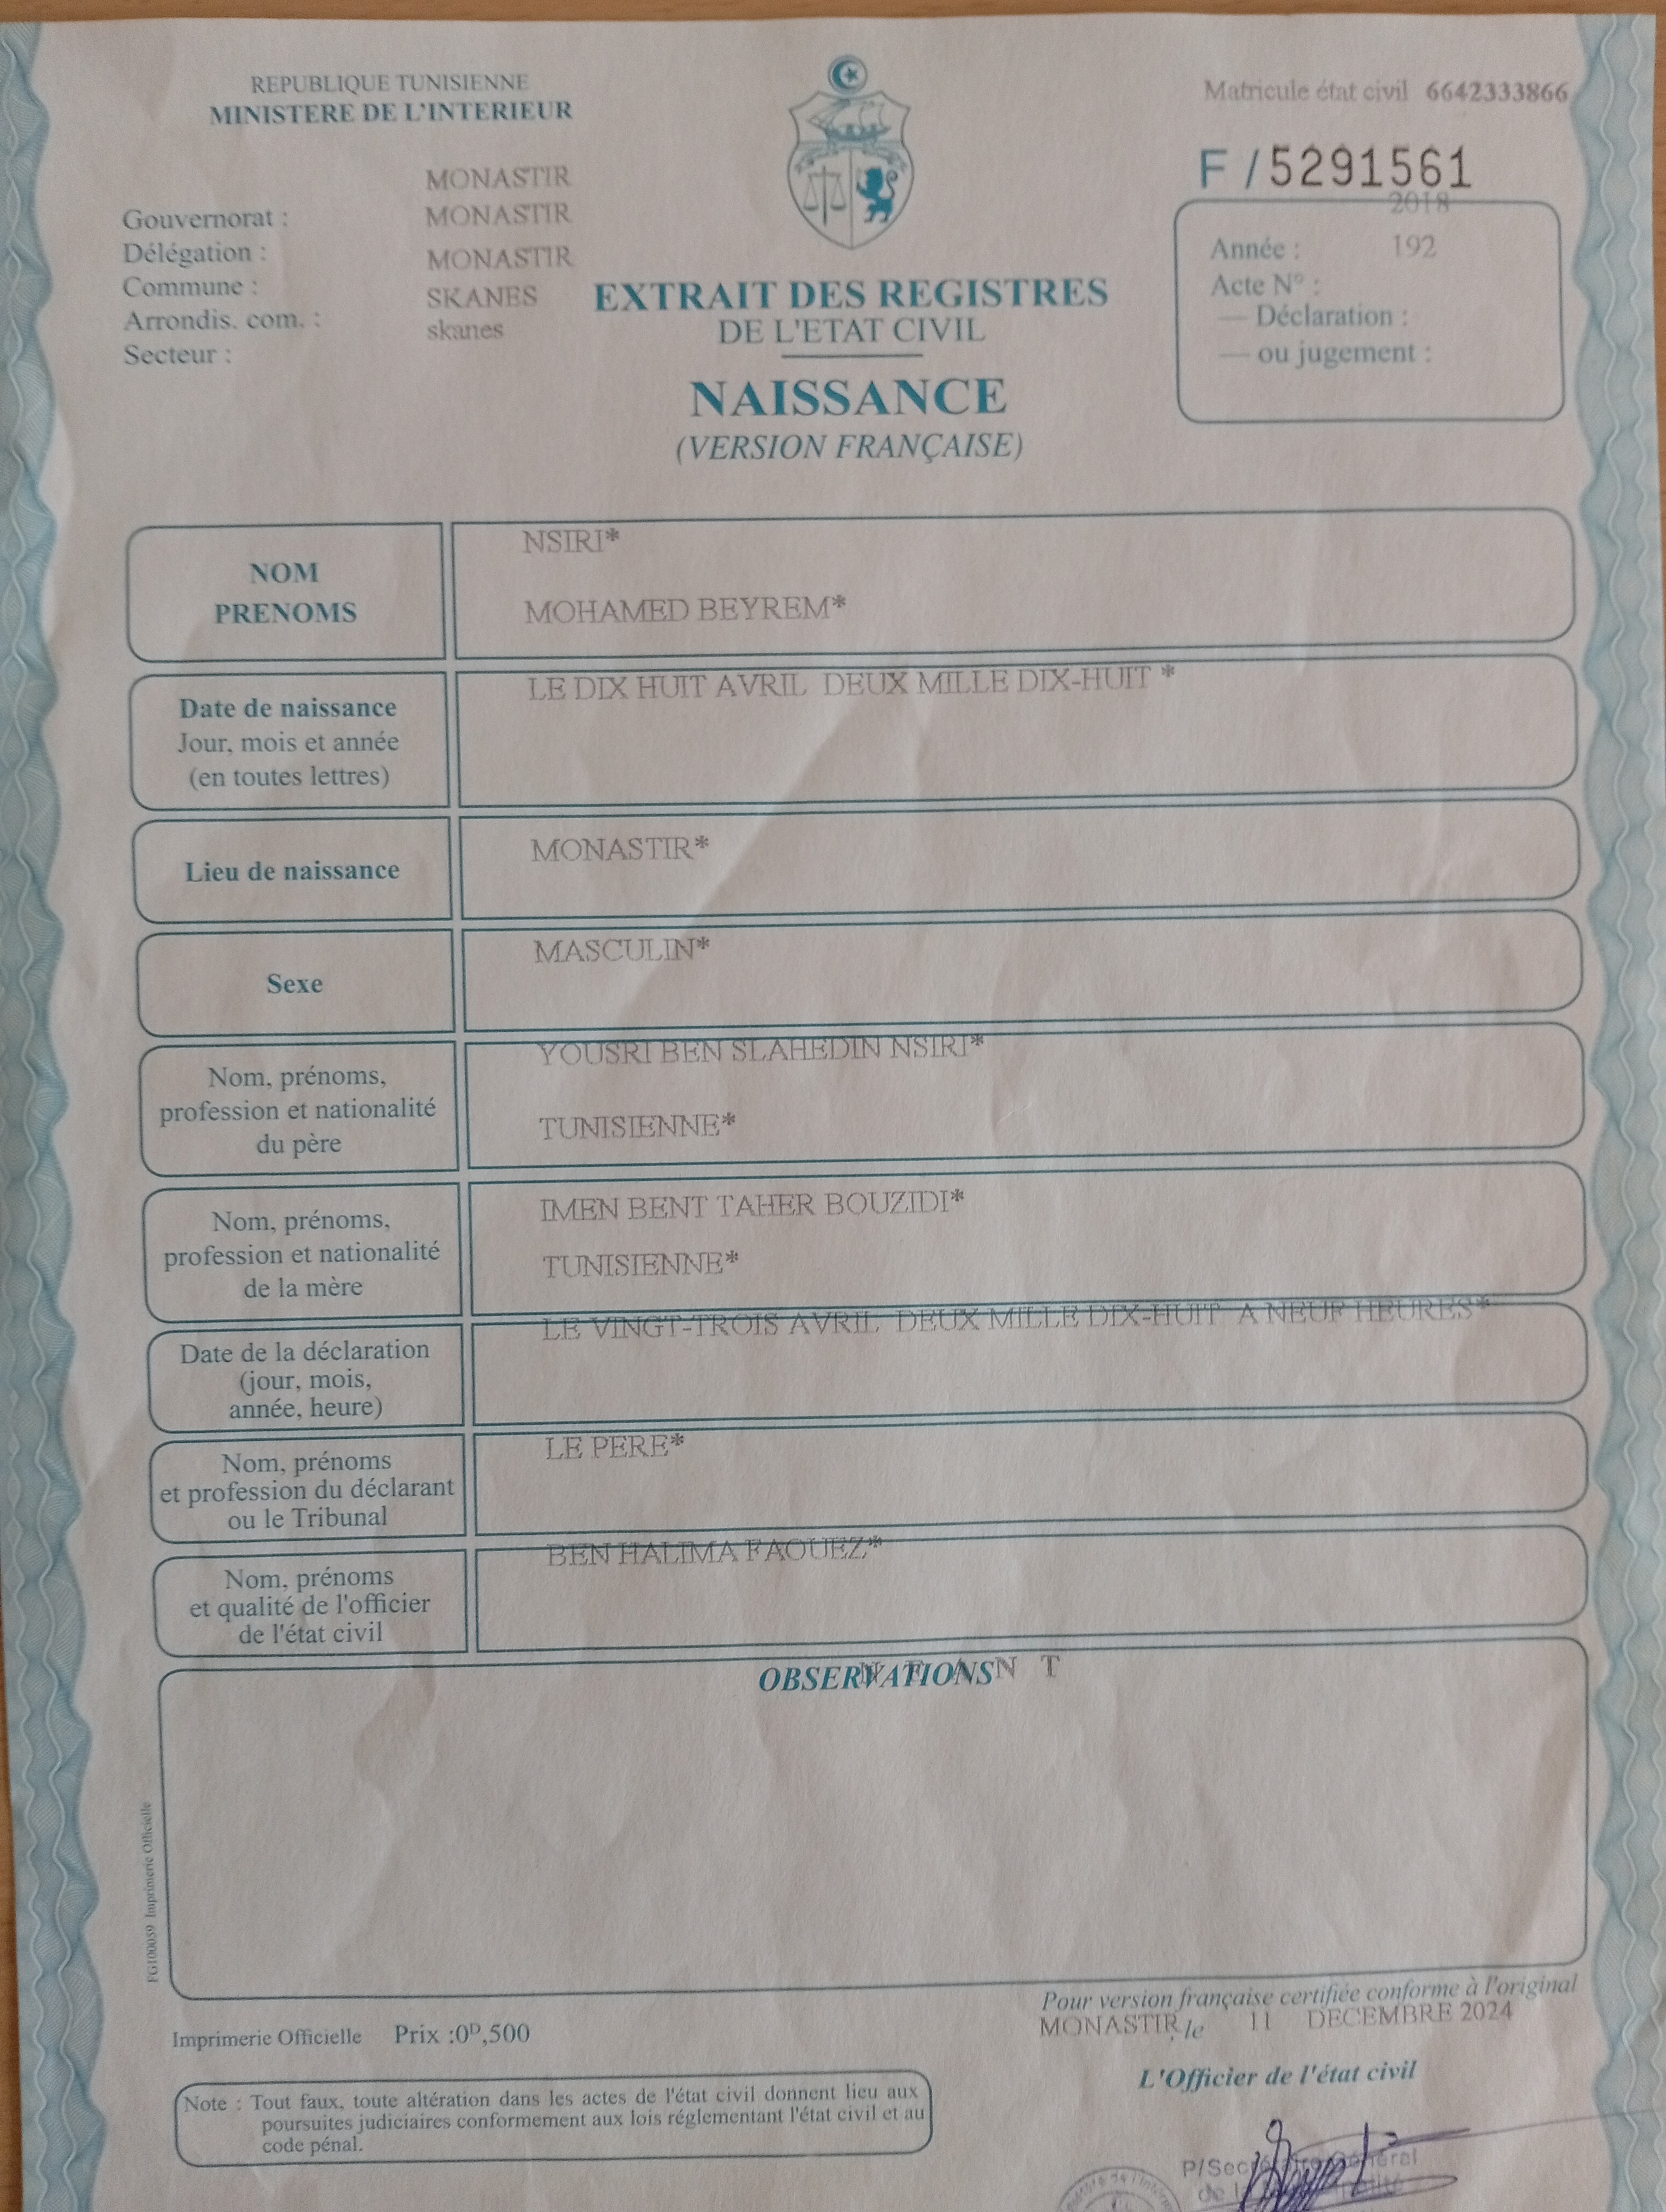 REPUBLIQUE TUNISIENNE
MINISTERE DE L'INTERIEUR
MONASTIR
Gouvernorat : MONASTIR
Délégation : MONASTIR
Commune : SKANES
Arrondis. com. : skanes
Secteur :
EXTRAIT DES REGISTRES
DE L'ETAT CIVIL
NAISSANCE
(VERSION FRANÇAISE)
Matricule état civil 6642333866
F / 5291561
2018
Année : 192
Acte N° :
— Déclaration :
— ou jugement :
NOM
PRENOMS
NSIRI*
MOHAMED BEYREM*
Date de naissance
Jour, mois et année
(en toutes lettres)
LE DIX HUIT AVRIL DEUX MILLE DIX-HUIT *
Lieu de naissance
MONASTIR*
Sexe
MASCULIN*
Nom, prénoms,
profession et nationalité
du père
YOUSRI BEN SLAHEDIN NSIRI*
TUNISIENNE*
Nom, prénoms,
profession et nationalité
de la mère
IMEN BENT TAHER BOUZIDI*
TUNISIENNE*
Date de la déclaration
(jour, mois,
année, heure)
LE VINGT-TROIS AVRIL DEUX MILLE DIX-HUIT A NEUF HEURES*
Nom, prénoms
et profession du déclarant
ou le Tribunal
LE PERE*
Nom, prénoms
et qualité de l'officier
de l'état civil
BEN HALIMA FAOUEZ*
OBSERVATIONS
N E A N T
FG100059 Imprimerie Officielle
Pour version française certifiée conforme à l'original
MONASTIR, le 11 DECEMBRE 2024
L'Officier de l'état civil
Imprimerie Officielle Prix :0ᴰ,500
Note : Tout faux, toute altération dans les actes de l'état civil donnent lieu aux
poursuites judiciaires conformement aux lois réglementant l'état civil et au
code pénal.
P/Secrétaire Général